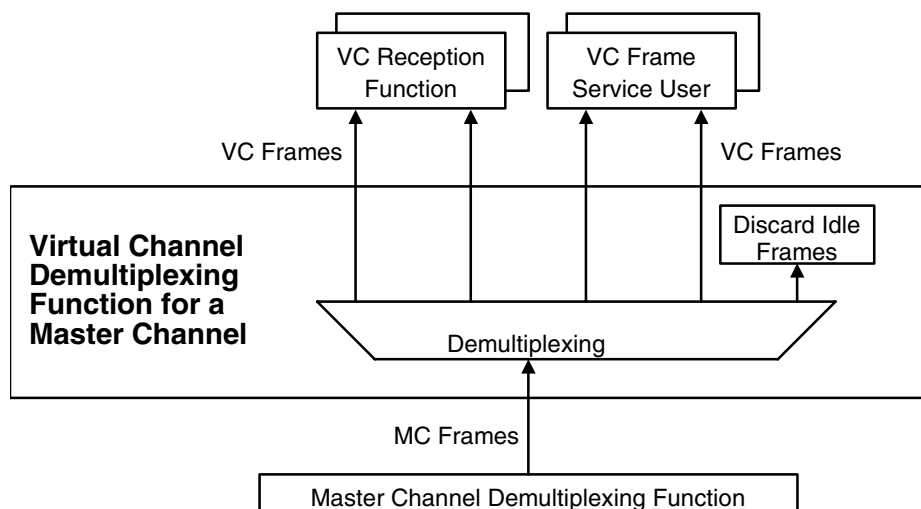 VC Reception
Function
VC Frame
Service User
VC Frames
VC Frames
Virtual Channel
Demultiplexing
Function for a
Master Channel
Discard Idle
Frames
Demultiplexing
MC Frames
Master Channel Demultiplexing Function